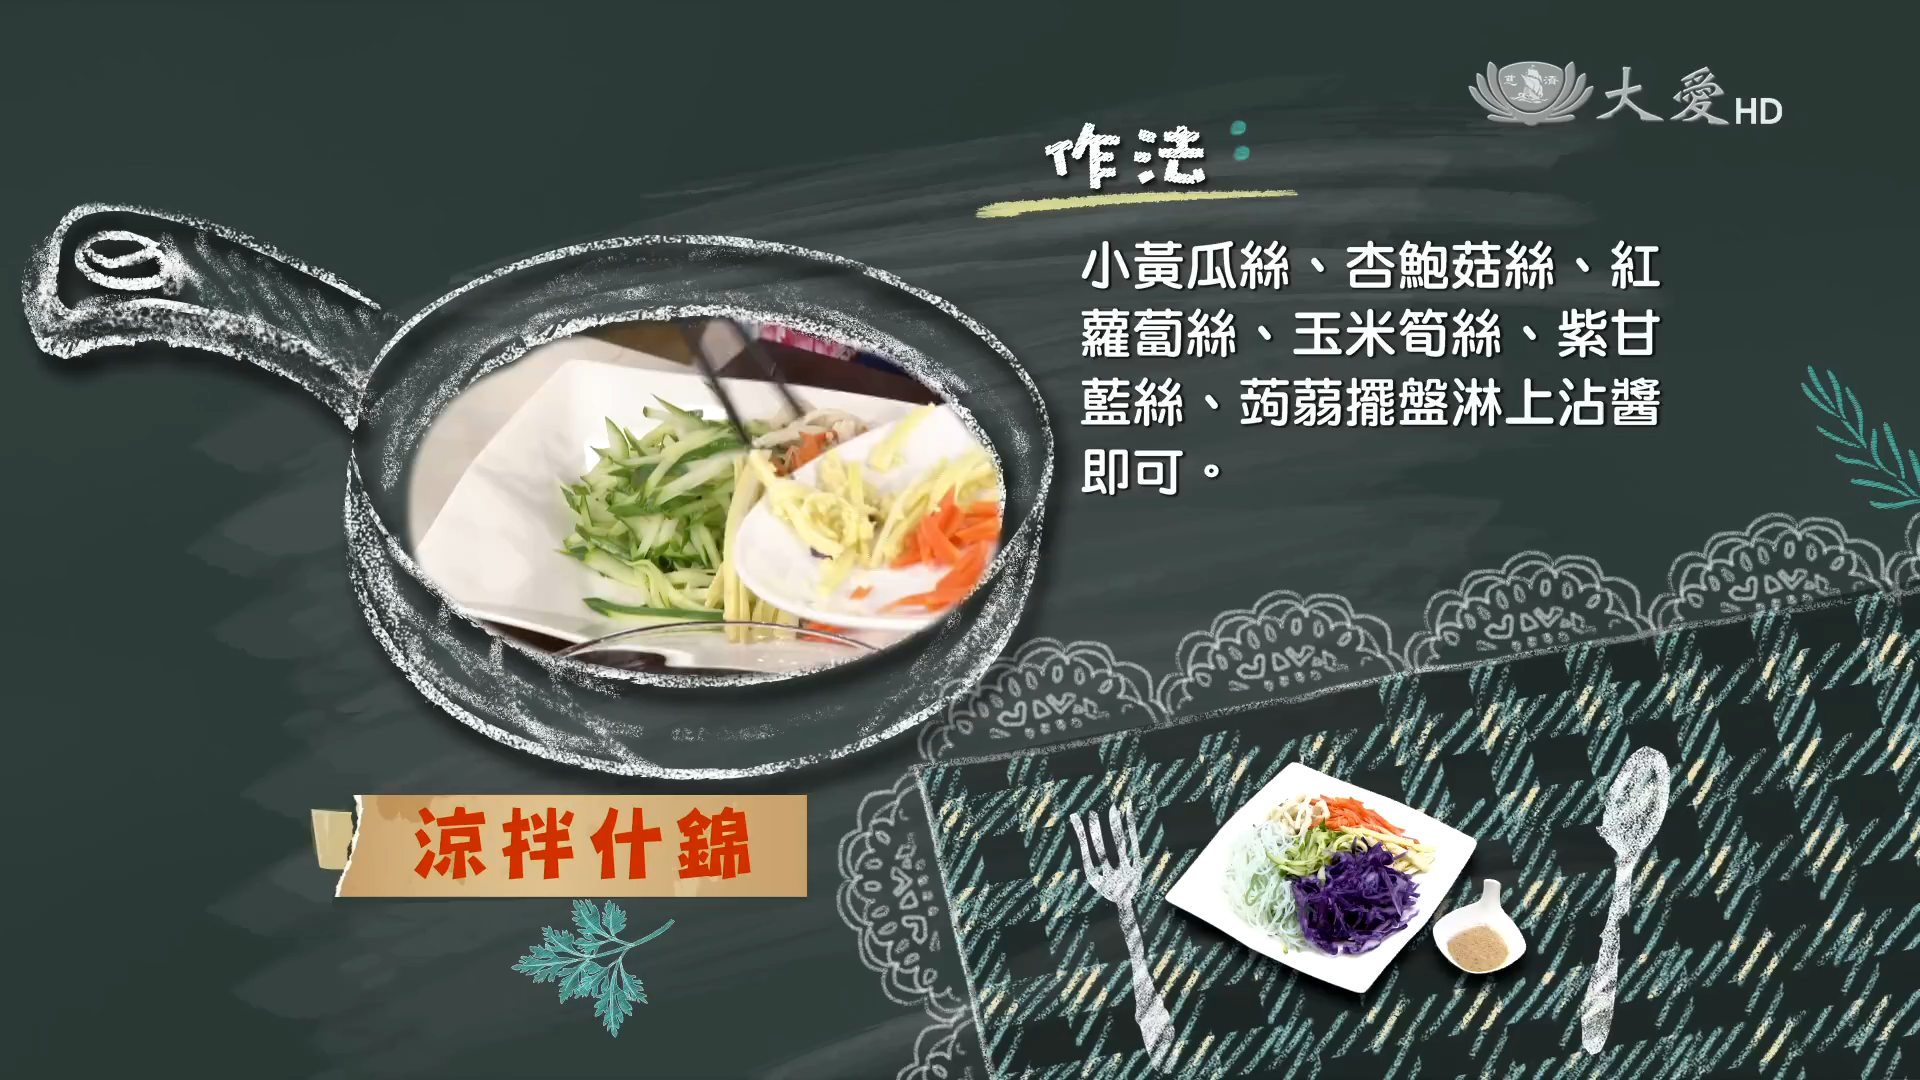 慈濟
大愛HD
作法：
小黃瓜絲、杏鮑菇絲、紅
蘿蔔絲、玉米筍絲、紫甘
藍絲、蒟蒻擺盤淋上沾醬
即可。
涼拌什錦